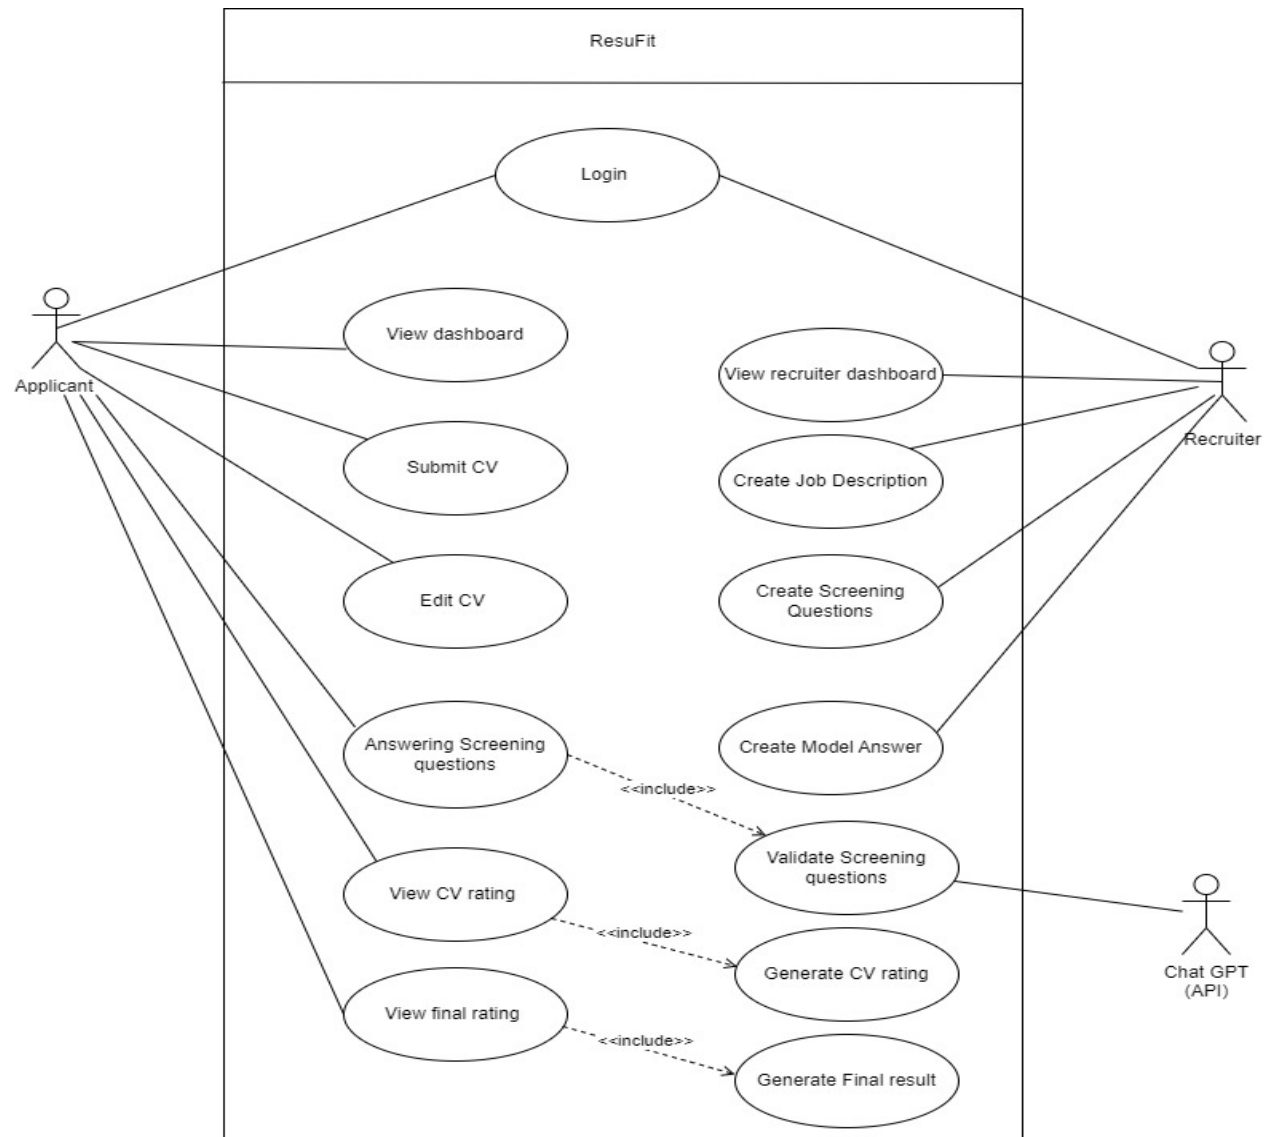 ResuFit
Login
View dashboard
View recruiter dashboard
Applicant
Recruiter
Submit CV
Create Job Description
Edit CV
Create Screening
Questions
Answering Screening
questions
Create Model Answer
<<include>>
Validate Screening
questions
View CV rating
<<include>>
Generate CV rating
Chat GPT
(API)
View final rating
<<include>>
Generate Final result